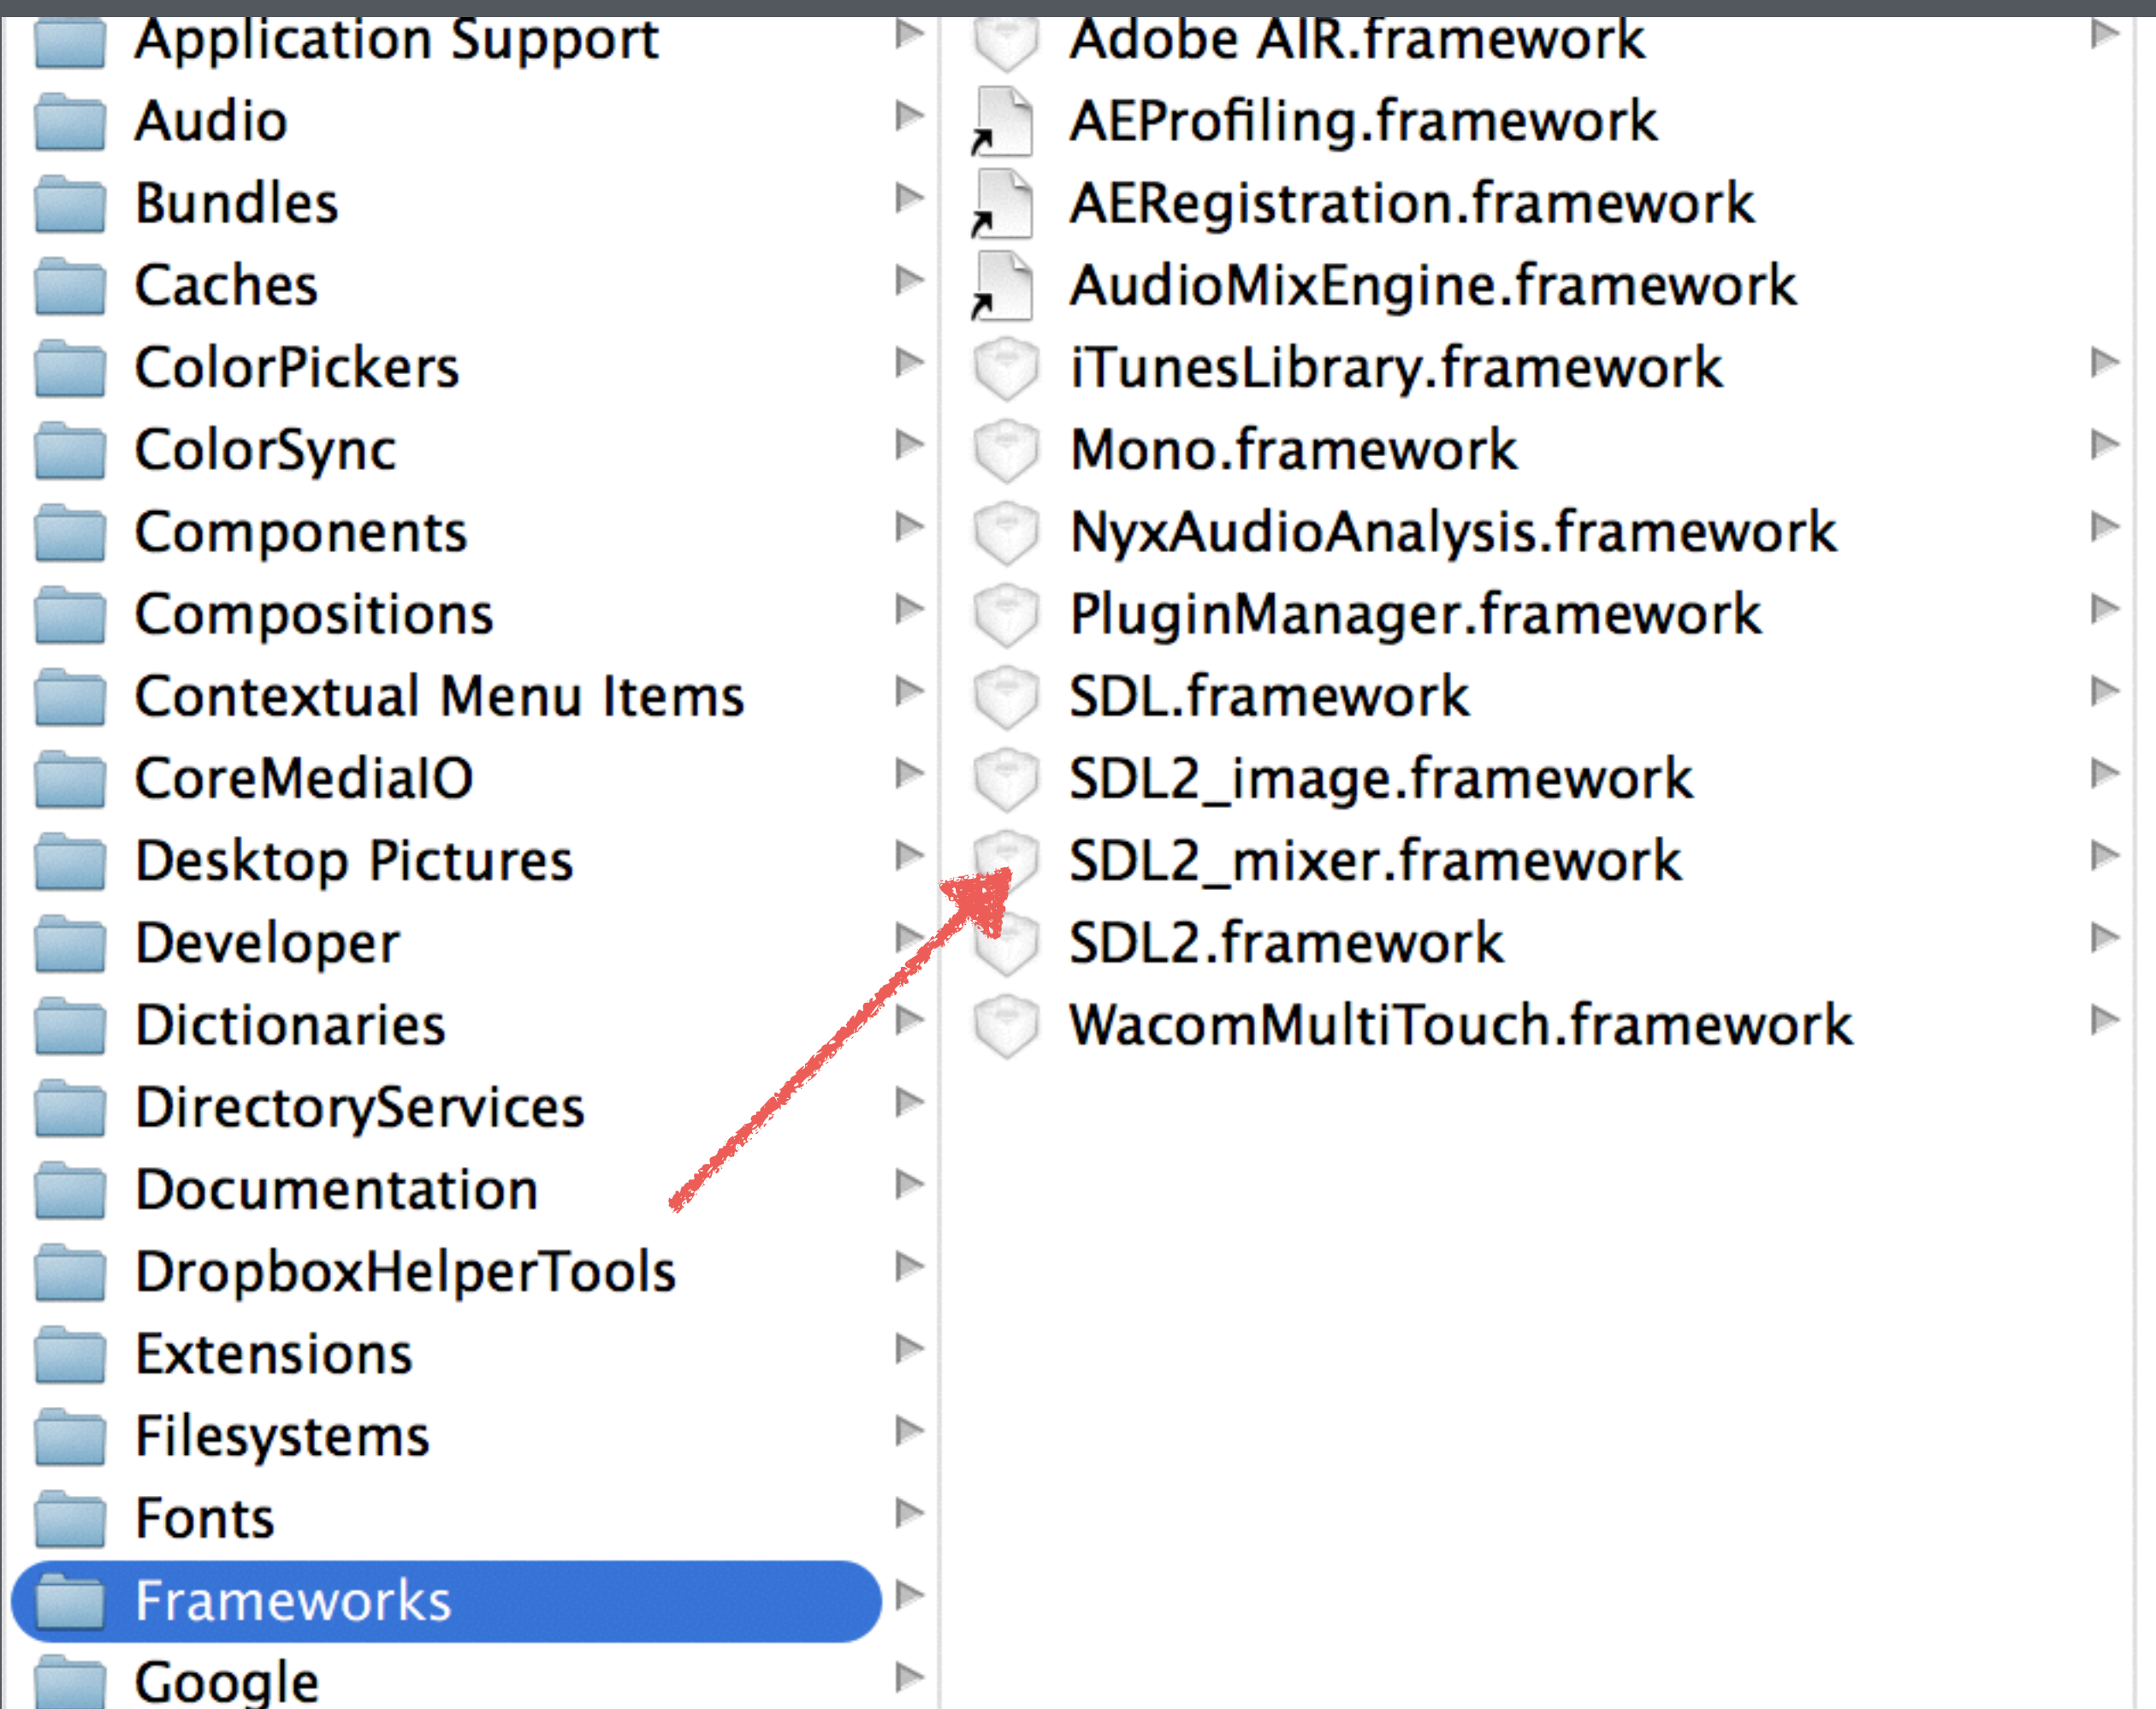 Application Support
Audio
Bundles
Caches
ColorPickers
ColorSync
Components
Compositions
Contextual Menu Items
CoreMediaIO
Desktop Pictures
Developer
Dictionaries
DirectoryServices
Documentation
DropboxHelperTools
Extensions
Filesystems
Fonts
Frameworks
Google
Adobe AIR.framework
AEProfiling.framework
AERegistration.framework
AudioMixEngine.framework
iTunesLibrary.framework
Mono.framework
NyxAudioAnalysis.framework
PluginManager.framework
SDL.framework
SDL2_image.framework
SDL2_mixer.framework
SDL2.framework
WacomMultiTouch.framework